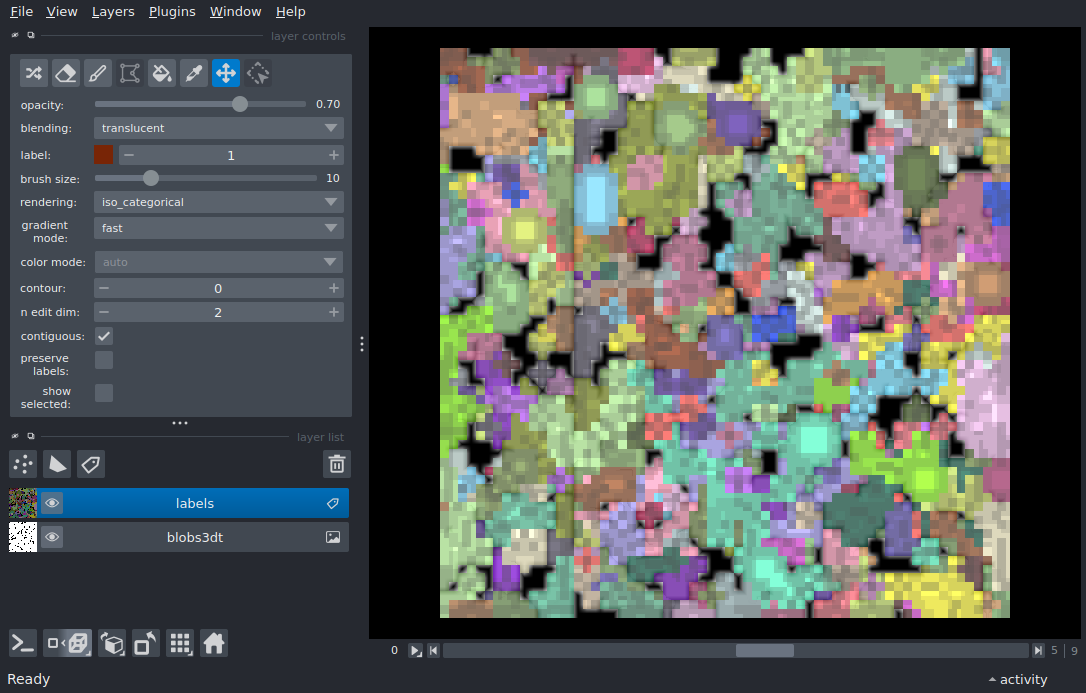 File View Layers Plugins Window Help
layer controls
opacity: 0.70
blending: translucent
label: 1
brush size: 10
rendering: iso_categorical
gradient
mode: fast
color mode: auto
contour: 0
n edit dim: 2
contiguous:
preserve
labels:
show
selected:
layer list
labels
blobs3dt
0 5 | 9
Ready activity